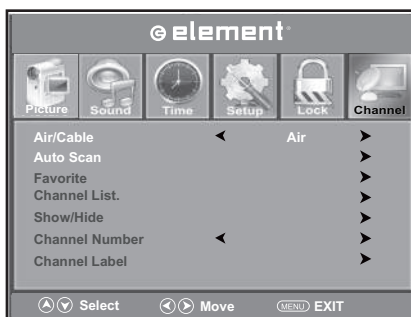 element
Picture Sound Time Setup Lock Channel
Air/Cable Air
Auto Scan
Favorite
Channel List.
Show/Hide
Channel Number
Channel Label
Select Move MENU EXIT